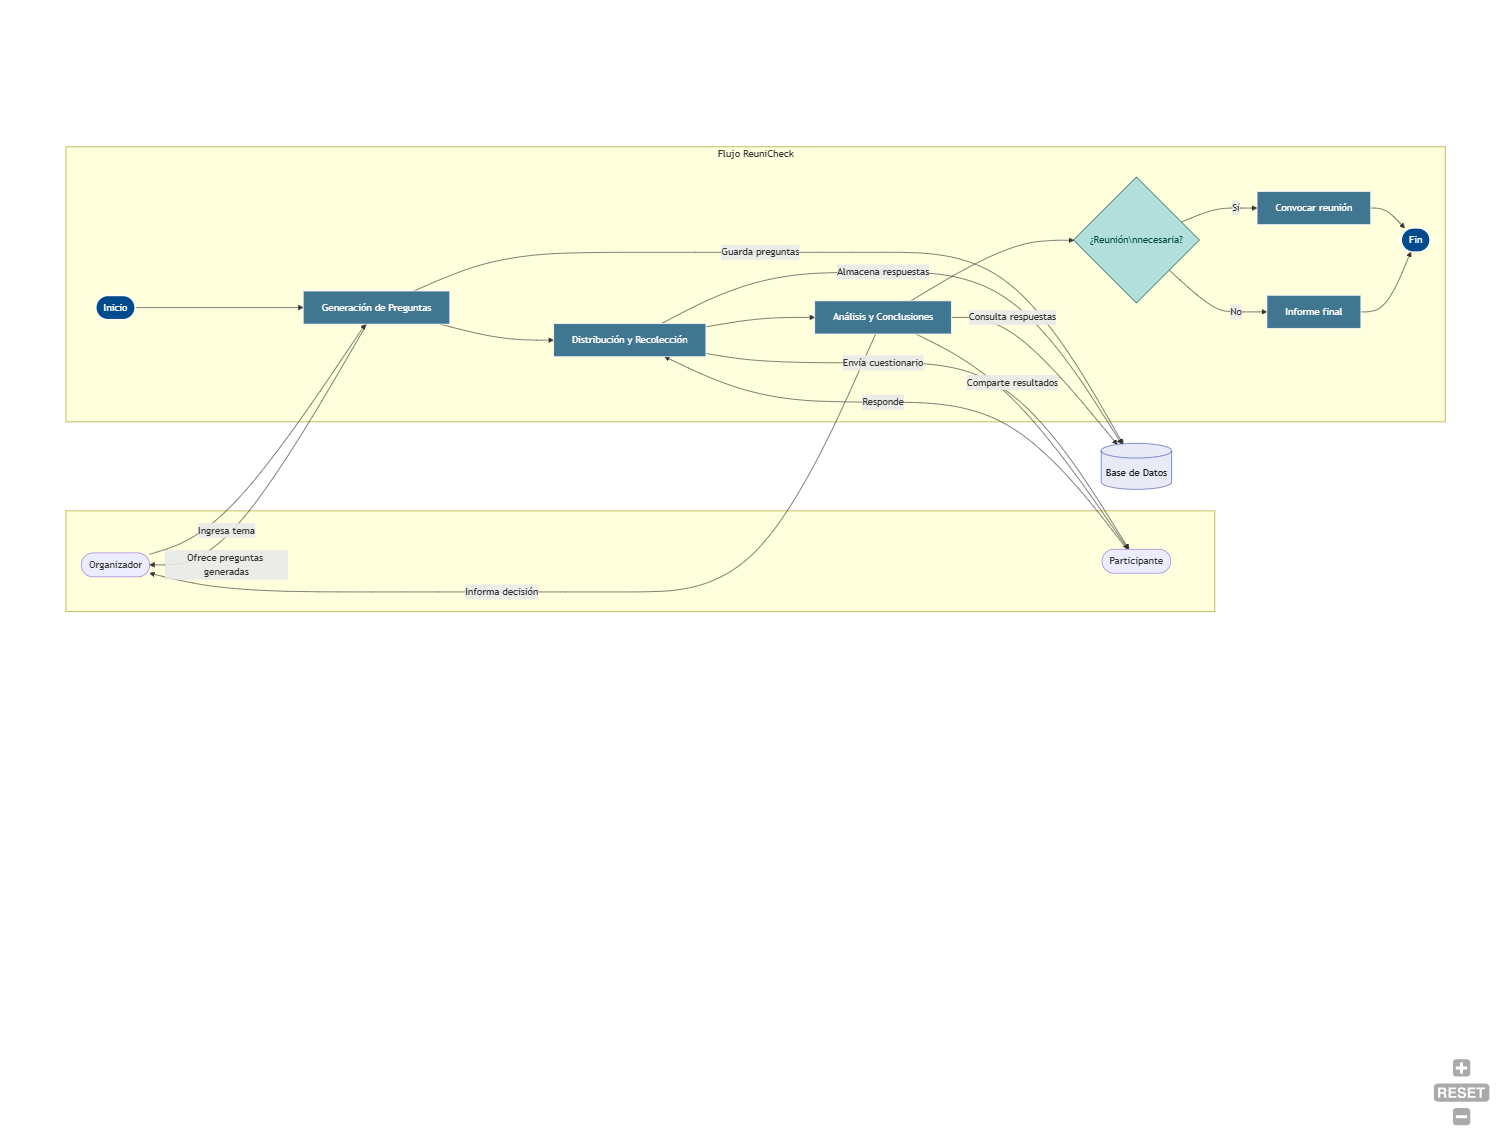 Flujo ReuniCheck
Sí
Convocar reunión
¿Reunión\nnecesaria?
Fin
Guarda preguntas
Almacena respuestas
Inicio
Generación de Preguntas
Análisis y Conclusiones
Consulta respuestas
No
Informe final
Distribución y Recolección
Envía cuestionario
Comparte resultados
Responde
Base de Datos
Ingresa tema
Ofrece preguntas
generadas
Organizador
Participante
Informa decisión
RESET